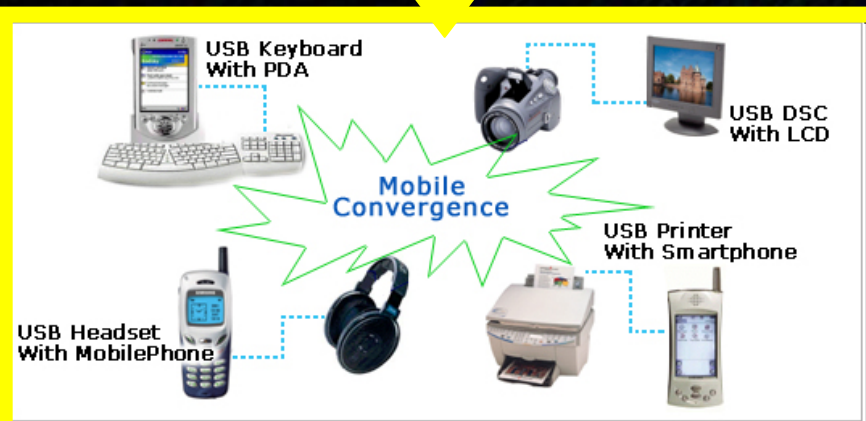 USB Keyboard
With PDA
USB DSC
With LCD
Mobile
Convergence
USB Printer
With Smartphone
USB Headset
With MobilePhone